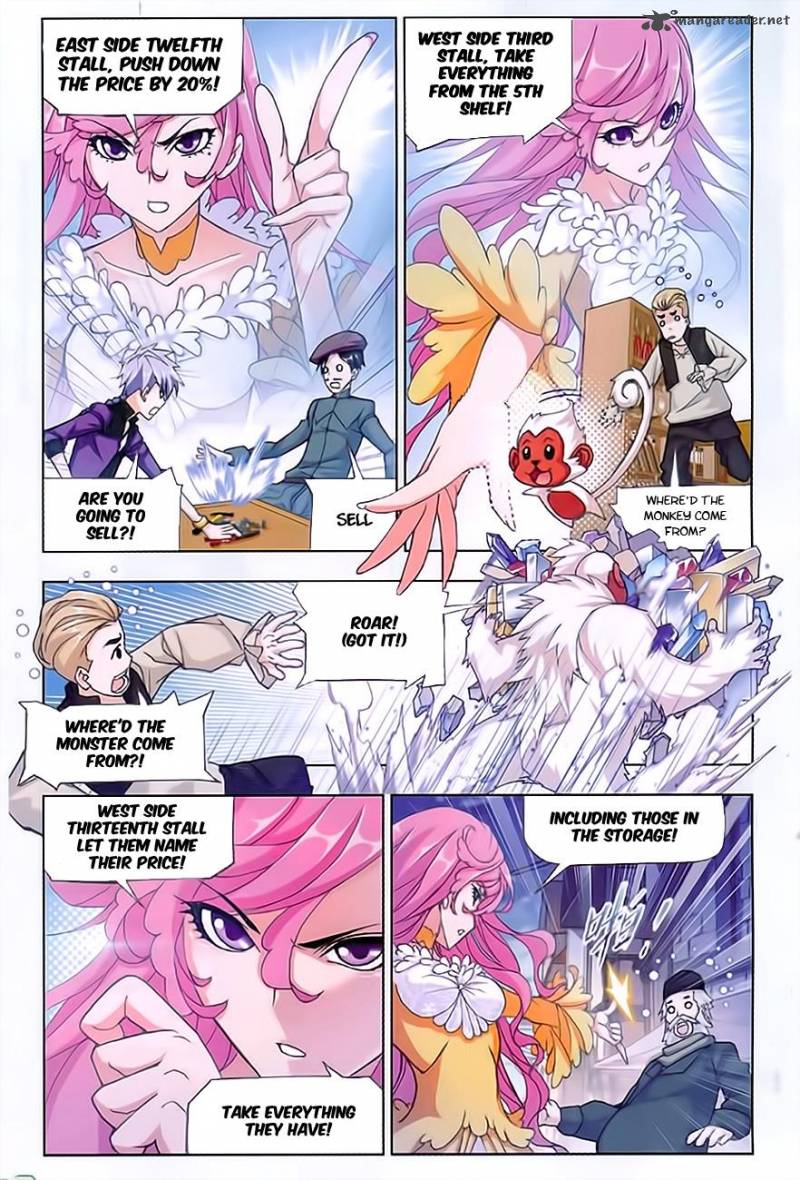 mangareader.net
EAST SIDE TWELFTH
STALL, PUSH DOWN
THE PRICE BY 20%!
WEST SIDE THIRD
STALL, TAKE
EVERYTHING
FROM THE 5TH
SHELF!
ARE YOU
GOING TO
SELL?!
SELL
WHERE'D THE
MONKEY COME
FROM?
ROAR!
(GOT IT!)
WHERE'D THE
MONSTER COME
FROM?!
WEST SIDE
THIRTEENTH STALL
LET THEM NAME
THEIR PRICE!
TAKE EVERYTHING
THEY HAVE!
INCLUDING THOSE IN
THE STORAGE!